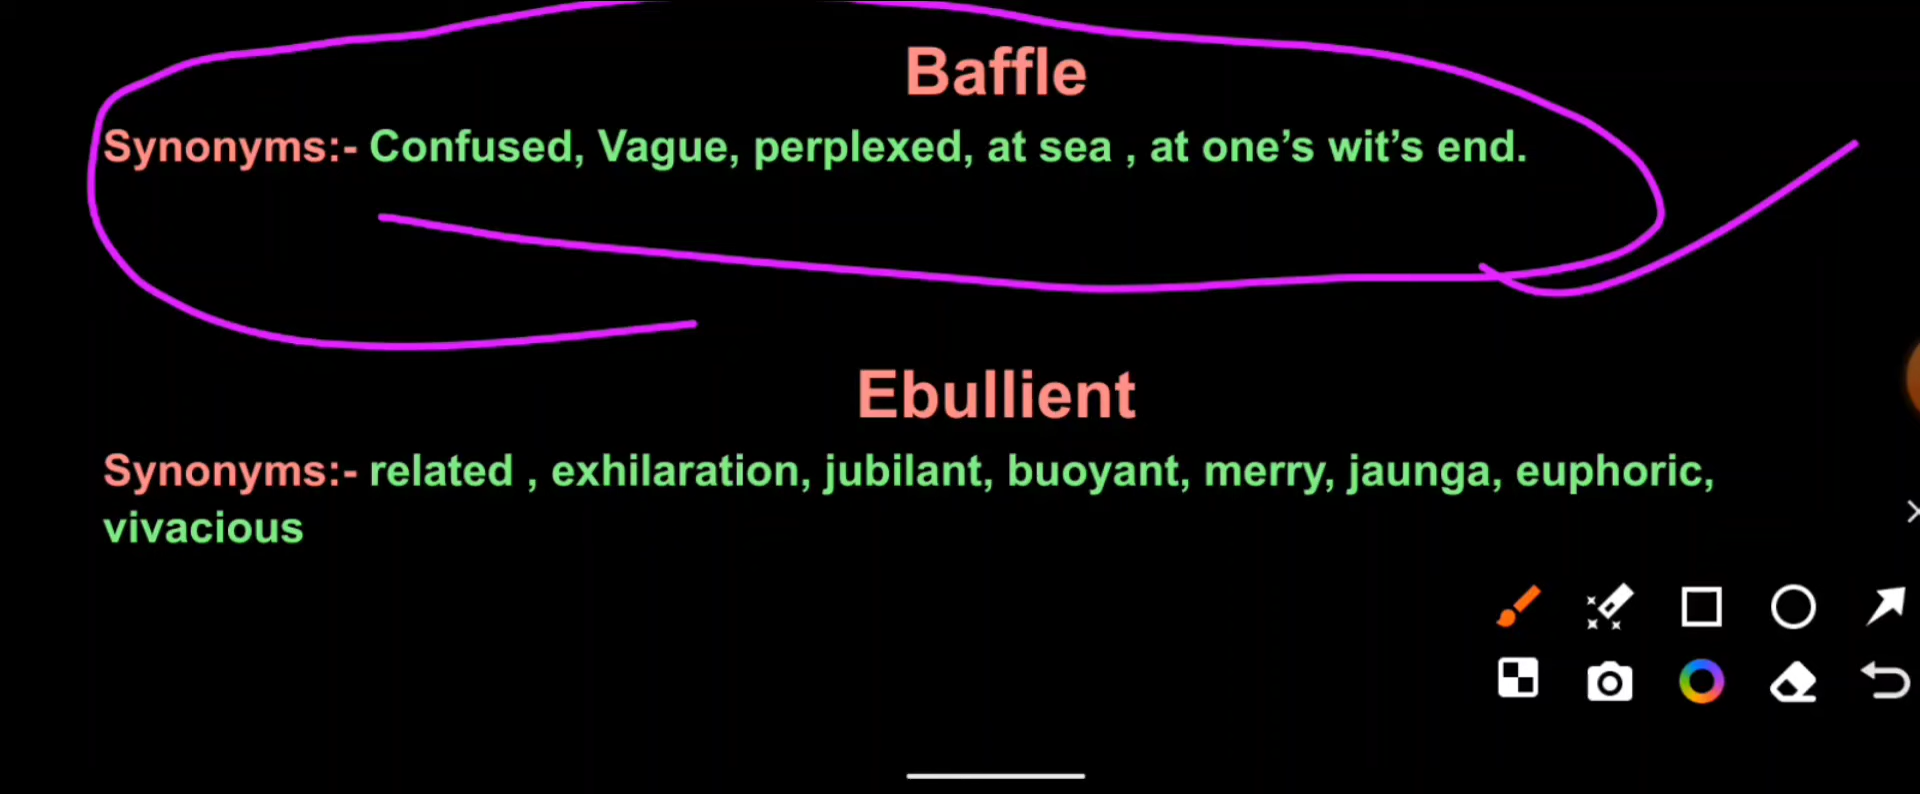 Baffle
Synonyms:- Confused, Vague, perplexed, at sea , at one’s wit’s end.
Ebullient
Synonyms:- related , exhilaration, jubilant, buoyant, merry, jaunga, euphoric,
vivacious